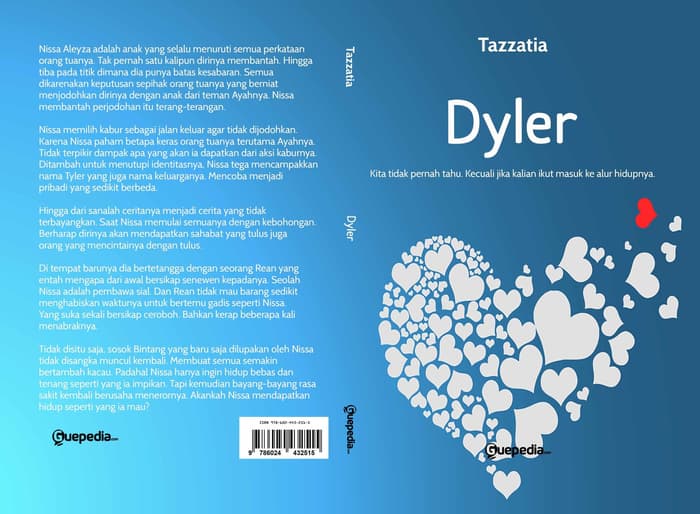 Nissa Aleyza adalah anak yang selalu menuruti semua perkataan
orang tuanya. Tak pernah satu kalipun dirinya membantah. Hingga
tiba pada titik dimana dia punya batas kesabaran. Semua
dikarenakan keputusan sepihak orang tuanya yang berniat
menjodohkan dirinya dengan anak dari teman Ayahnya. Nissa
membantah perjodohan itu terang-terangan.
Nissa memilih kabur sebagai jalan keluar agar tidak dijodohkan.
Karena Nissa paham betapa keras orang tuanya terutama Ayahnya.
Tidak terpikir dampak apa yang akan ia dapatkan dari aksi kaburnya.
Ditambah untuk menutupi identasitasnya. Nissa tega mencampakkan
nama Tyler yang juga nama keluarganya. Mencoba menjadi
pribadi yang sedikit berbeda.
Hingga dari sanalah ceritanya menjadi cerita yang tidak
terbayangkan. Saat Nissa memulai semuanya dengan kebohongan.
Berharap dirinya akan mendapatkan sahabat yang tulus juga
orang yang mencintainya dengan tulus.
Di tempat barunya dia bertetangga dengan seorang Rean yang
entah mengapa dari awal bersikap senewen kepadanya. Seolah
Nissa adalah pembawa sial. Dan Rean tidak mau barang sedikit
menghabiskan waktunya untuk bertemu gadis seperti Nissa.
Yang suka sekali bersikap ceroboh. Bahkan kerap beberapa kali
menabraknya.
Tidak disitu saja, sosok Bintang yang baru saja dilupakan oleh Nissa
tidak disangka muncul kembali. Membuat semua semakin
bertambah kacau. Padahal Nissa hanya ingin hidup bebas dan
tenang seperti yang ia impikan. Tapi kemudian bayang-bayang rasa
sakit kembali berusaha menerornya. Akankah Nissa mendapatkan
hidup seperti yang ia mau?
Guepedia.com
9 786024 432515
Tazzatia
Dyler
Guepedia.com
Tazzatia
Dyler
Kita tidak pernah tahu. Kecuali jika kalian ikut masuk ke alur hidupnya.
Guepedia.com